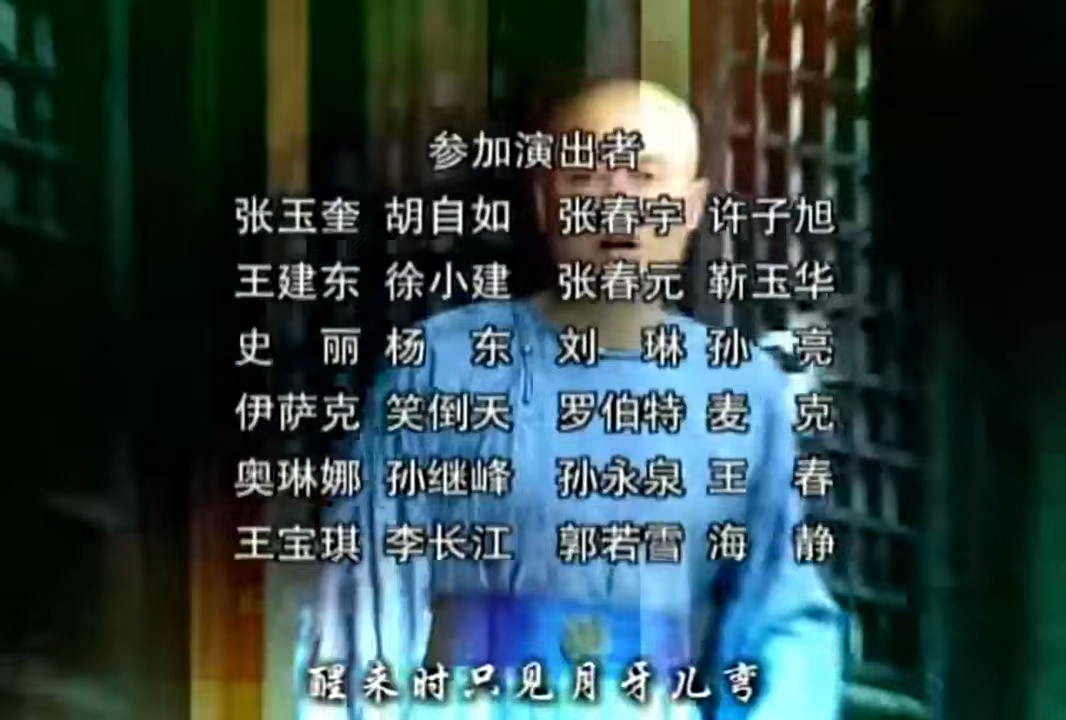 参加演出者
张玉奎 胡自如 张春宇 许子旭
王建东 徐小建 张春元 靳玉华
史 丽 杨 东 刘 琳 孙 亮
伊萨克 笑倒天 罗伯特 麦 克
奥琳娜 孙继峰 孙永泉 王 春
王宝琪 李长江 郭若雪 海 静
醒来时只见月牙儿弯